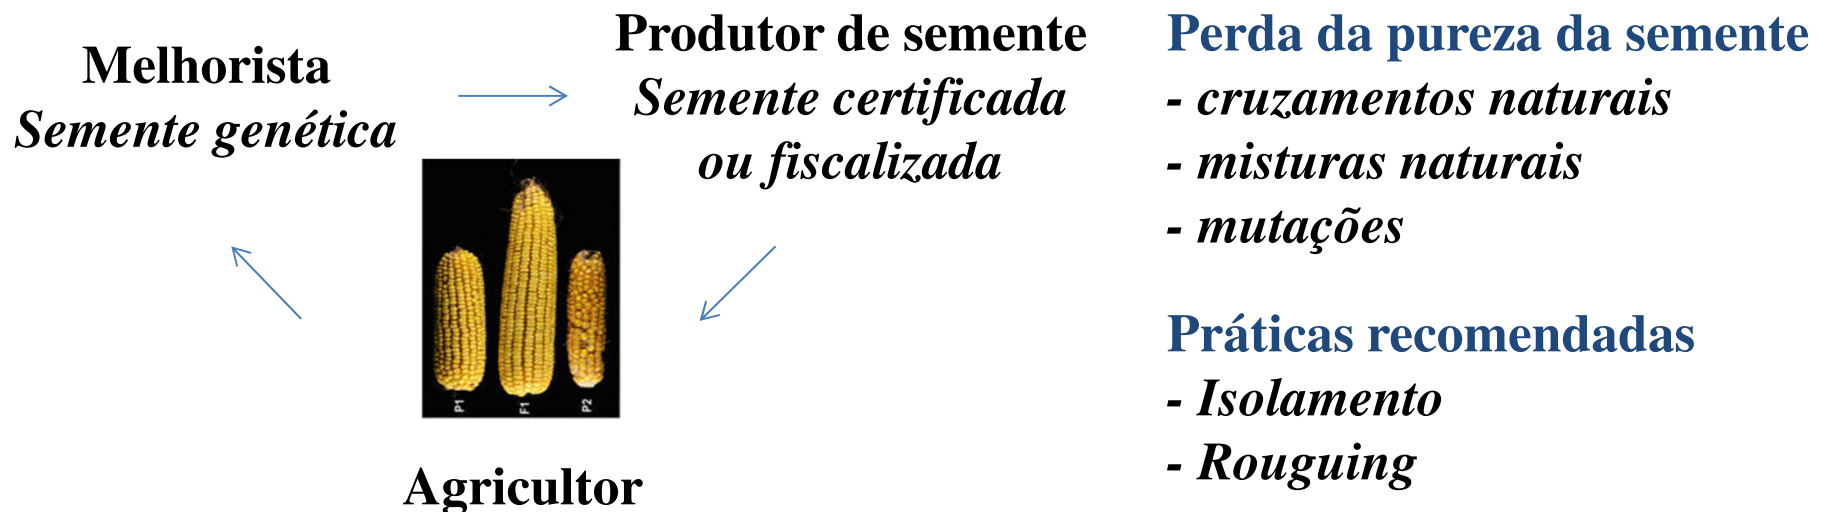 Melhorista
Semente genética
Produtor de semente
Semente certificada
ou fiscalizada
P1
F1
P2
Agricultor
Perda da pureza da semente
- cruzamentos naturais
- misturas naturais
- mutações
Práticas recomendadas
- Isolamento
- Rouguing